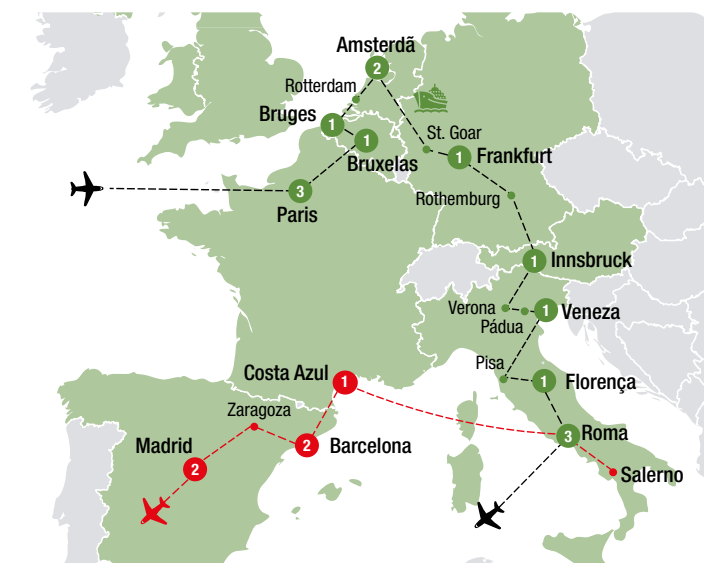 Amsterdã
2
Rotterdam
Bruges
1
1
Bruxelas
St. Goar
1
Frankfurt
3
Paris
Rothemburg
1
Innsbruck
Verona
Pádua
1
Veneza
Pisa
Costa Azul
1
1
Florença
Zaragoza
Madrid
2
2
Barcelona
3
Roma
Salerno